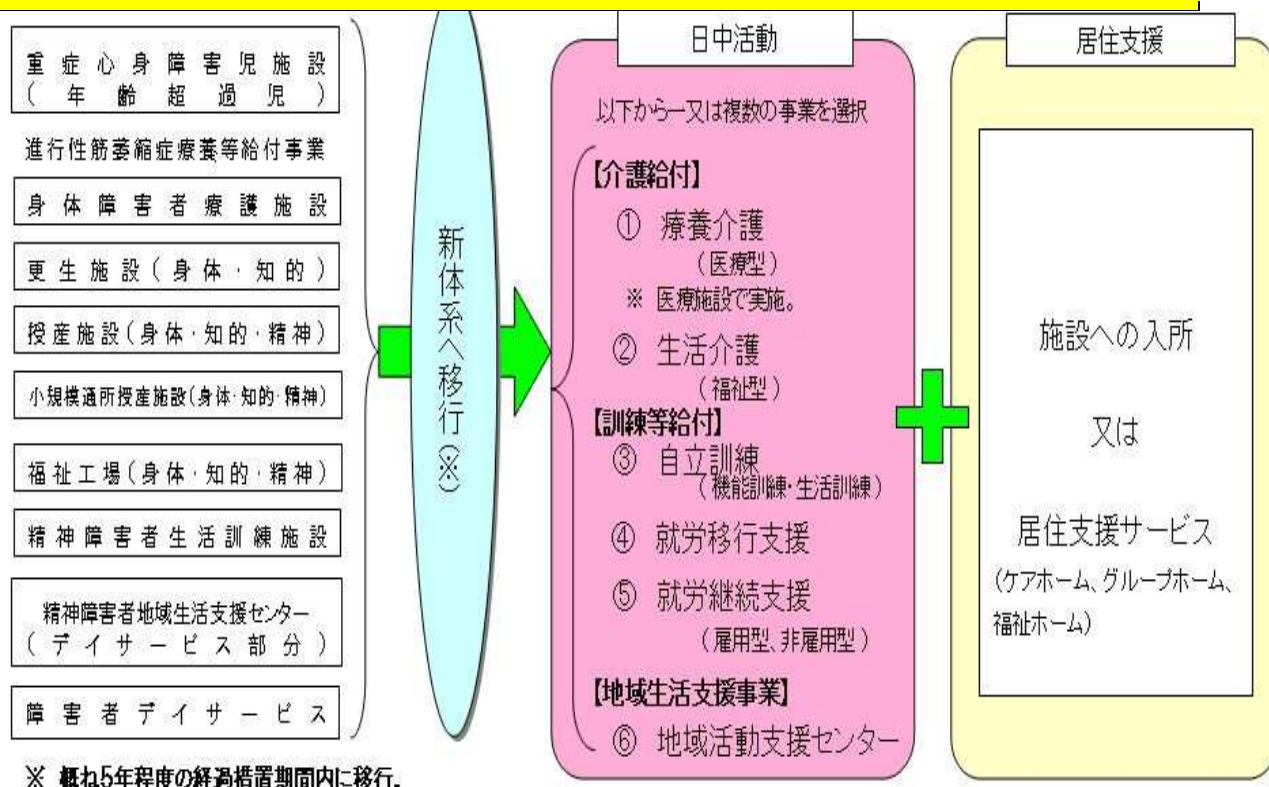 重症心身障害児施設
(年齢超過児)
進行性筋萎縮症療養等給付事業
身体障害者療護施設
更生施設(身体・知的)
授産施設(身体・知的・精神)
小規模通所授産施設(身体・知的・精神)
福祉工場(身体・知的・精神)
精神障害者生活訓練施設
精神障害者地域生活支援センター
(デイサービス部分)
障害者デイサービス
※ 概ね5年程度の経過措置期間内に移行。
新体系へ移行(※)
日中活動
以下から一又は複数の事業を選択
【介護給付】
① 療養介護
(医療型)
※ 医療施設で実施。
② 生活介護
(福祉型)
【訓練等給付】
③ 自立訓練
(機能訓練・生活訓練)
④ 就労移行支援
⑤ 就労継続支援
(雇用型、非雇用型)
【地域生活支援事業】
⑥ 地域活動支援センター
居住支援
施設への入所
又は
居住支援サービス
(ケアホーム、グループホーム、
福祉ホーム)